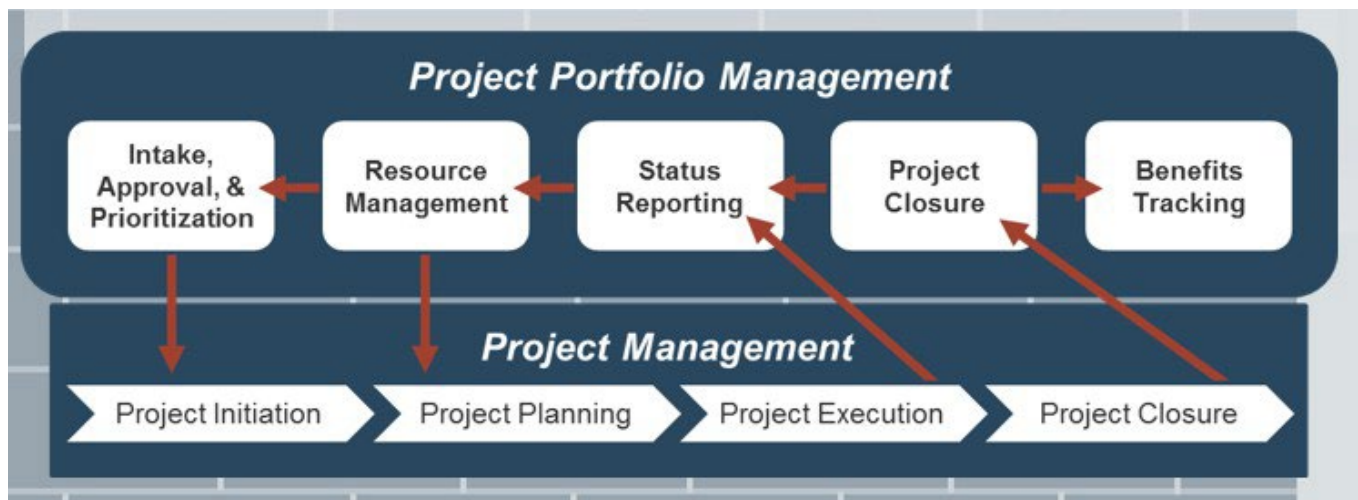 Project Portfolio Management
Intake,
Approval, &
Prioritization
Resource
Management
Status
Reporting
Project
Closure
Benefits
Tracking
Project Management
Project Initiation
Project Planning
Project Execution
Project Closure